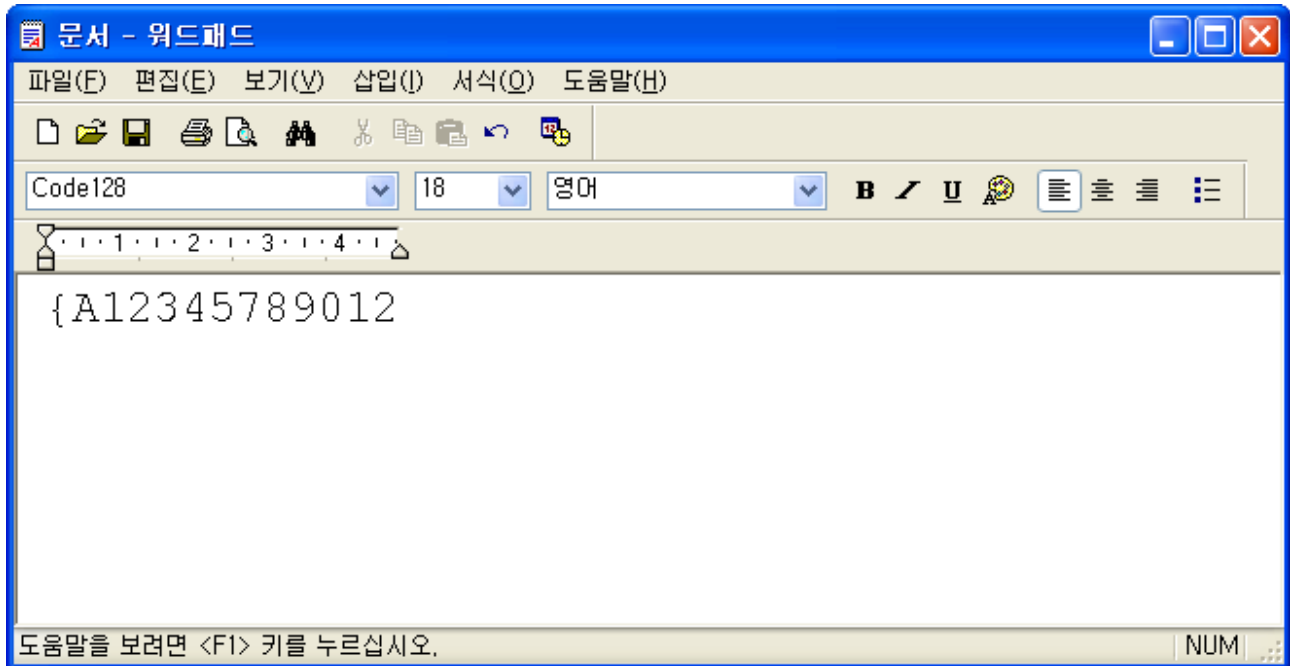 문서 - 워드패드
파일(F) 편집(E) 보기(V) 삽입(I) 서식(O) 도움말(H)
Code128 18 영어 B U
1 2 3 4
{A12345789012
도움말을 보려면 <F1> 키를 누르십시오, NUM